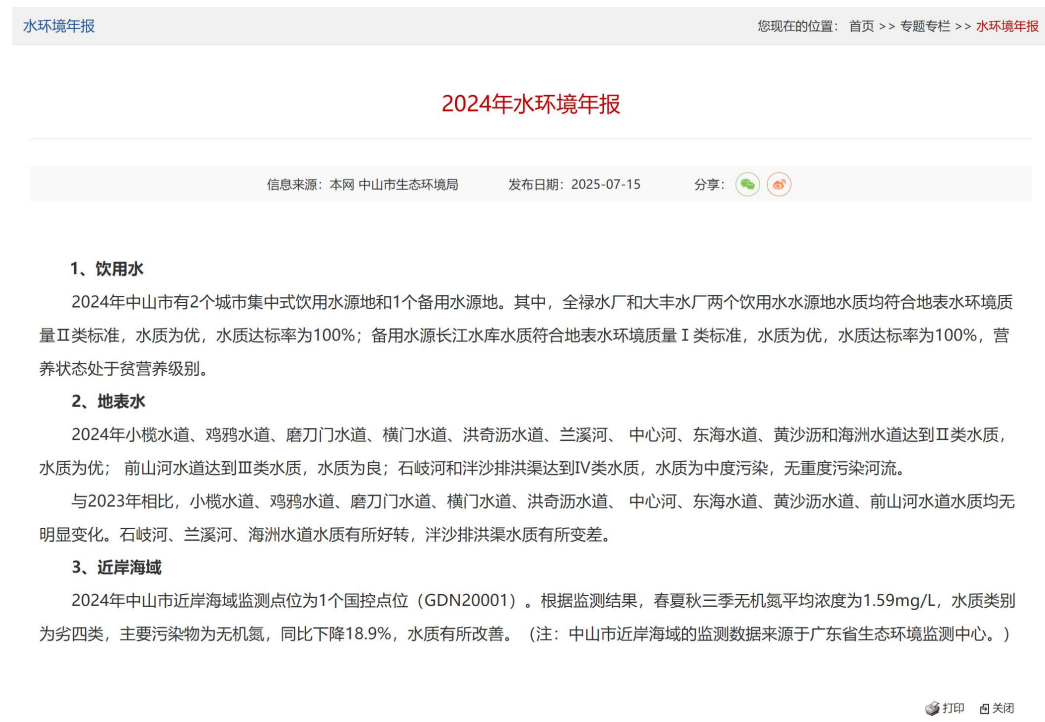 水环境年报
您现在的位置： 首页 >> 专题专栏 >> 水环境年报
2024年水环境年报
信息来源：本网 中山市生态环境局 发布日期：2025-07-15 分享：
1、饮用水
2024年中山市有2个城市集中式饮用水源地和1个备用水源地。其中，全禄水厂和大丰水厂两个饮用水水源地水质均符合地表水环境质
量Ⅱ类标准，水质为优，水质达标率为100%；备用水源长江水库水质符合地表水环境质量Ⅰ类标准，水质为优，水质达标率为100%，营
养状态处于贫营养级别。
2、地表水
2024年小榄水道、鸡鸦水道、磨刀门水道、横门水道、洪奇沥水道、兰溪河、 中心河、东海水道、黄沙沥和海洲水道达到Ⅱ类水质，
水质为优； 前山河水道达到Ⅲ类水质，水质为良；石岐河和泮沙排洪渠达到Ⅳ类水质，水质为中度污染，无重度污染河流。
与2023年相比，小榄水道、鸡鸦水道、磨刀门水道、横门水道、洪奇沥水道、 中心河、东海水道、黄沙沥水道、前山河水道水质均无
明显变化。石岐河、兰溪河、海洲水道水质有所好转，泮沙排洪渠水质有所变差。
3、近岸海域
2024年中山市近岸海域监测点位为1个国控点位（GDN20001）。根据监测结果，春夏秋三季无机氮平均浓度为1.59mg/L，水质类别
为劣四类，主要污染物为无机氮，同比下降18.9%，水质有所改善。（注：中山市近岸海域的监测数据来源于广东省生态环境监测中心。）
打印 关闭